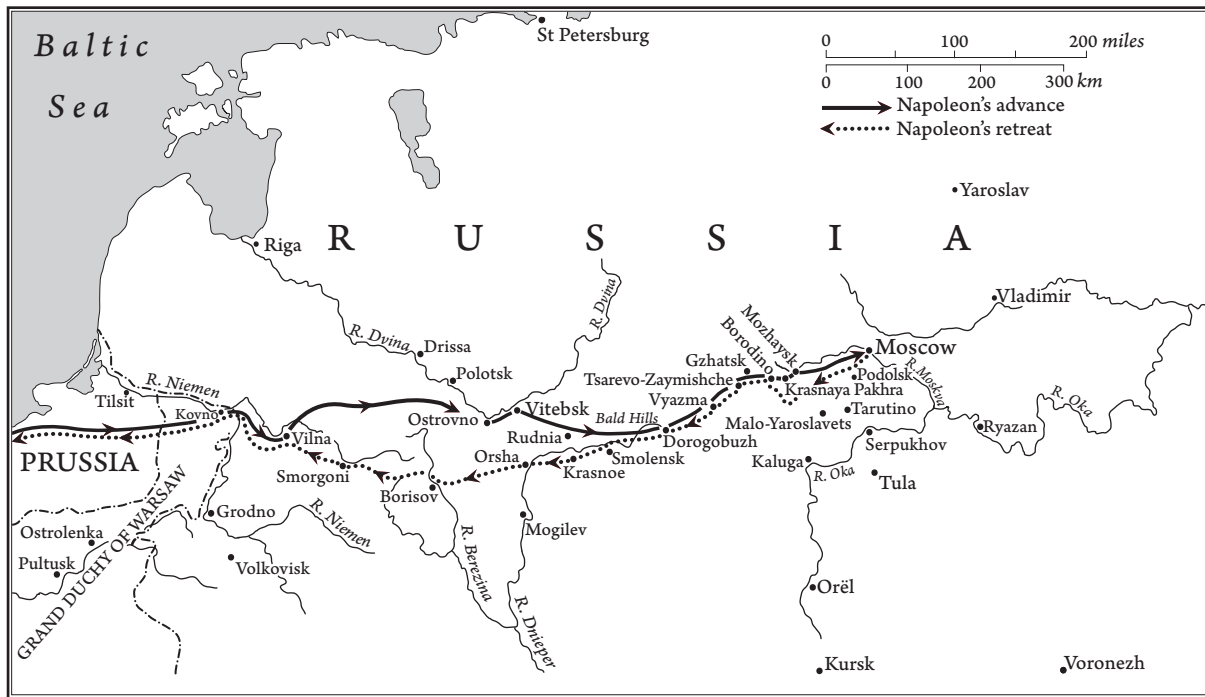 Baltic
Sea
St Petersburg
0 100 200 miles
0 100 200 300 km
Napoleon's advance
Napoleon's retreat
Yaroslav
RUSSIA
Riga
R. Dvina
R. Dvina
Vladimir
Drissa
Polotsk
Mozhaysk
Borodino
Moscow
Gzhatsk
Tsarevo-Zaymishche
Podolsk
Krasnaya Pakhra
R. Moskva
R. Oka
R. Niemen
Tilsit
Kovno
Vyazma
Tarutino
Malo-Yaroslavets
Ostrovno
Vitebsk
Bald Hills
Vilna
Rudnia
Dorogobuzh
Serpukhov
Ryazan
PRUSSIA
Orsha
Smolensk
Krasnoe
Kaluga
R. Oka
Tula
Smorgoni
Borisov
Grodno
R. Niemen
Mogilev
Ostrolenka
Pultusk
GRAND DUCHY OF WARSAW
Volkovisk
R. Berezina
R. Dnieper
Orël
Kursk
Voronezh